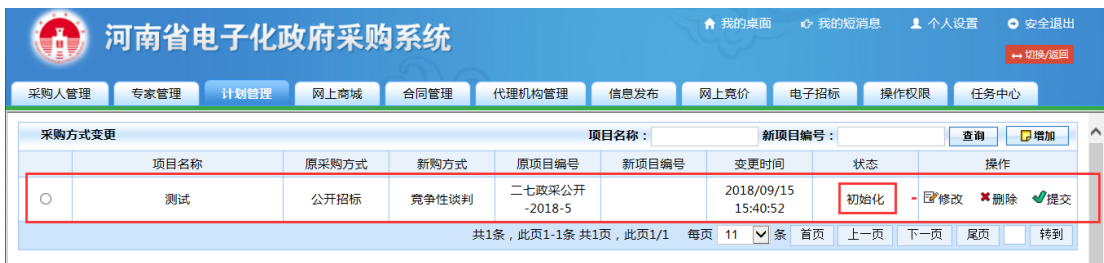 河南省电子化政府采购系统
我的桌面 我的短消息 个人设置 安全退出
切换/返回
采购人管理 专家管理 计划管理 网上商城 合同管理 代理机构管理 信息发布 网上竞价 电子招标 操作权限 任务中心
采购方式变更 项目名称： 新项目编号： 查询 增加
项目名称 原采购方式 新购方式 原项目编号 新项目编号 变更时间 状态 操作
测试 公开招标 竞争性谈判 二七政采公开 2018/09/15 初始化 修改 删除 提交
-2018-5 15:40:52
共1条，此页1-1条 共1页，此页1/1 每页 11 条 首页 上一页 下一页 尾页 转到